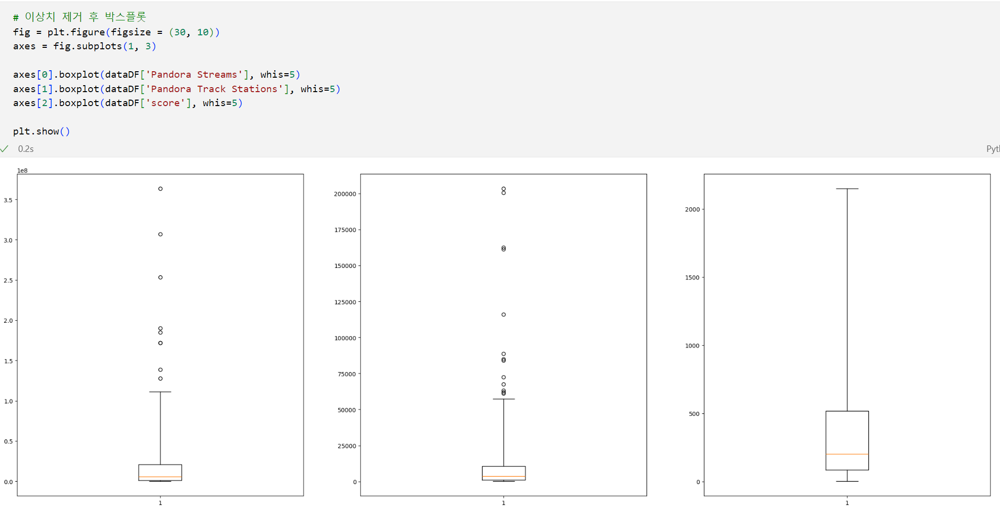 # 이상치 제거 후 박스플롯
fig = plt.figure(figsize = (30, 10))
axes = fig.subplots(1, 3)
axes[0].boxplot(dataDF['Pandora Streams'], whis=5)
axes[1].boxplot(dataDF['Pandora Track Stations'], whis=5)
axes[2].boxplot(dataDF['score'], whis=5)
plt.show()
0.2s
Pyth
1e8
3.5
3.0
2.5
2.0
1.5
1.0
0.5
0.0
1
200000
175000
150000
125000
100000
75000
50000
25000
0
1
2000
1500
1000
500
0
1